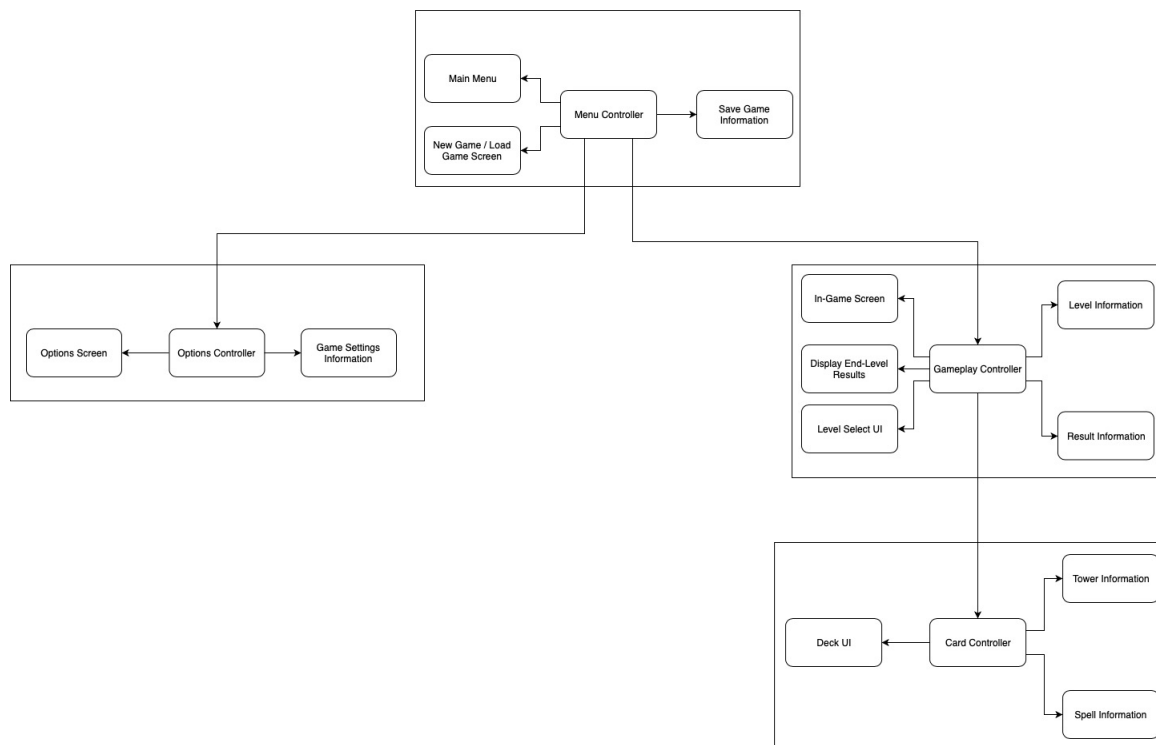 Main Menu
Menu Controller
Save Game
Information
New Game / Load
Game Screen
Options Screen
Options Controller
Game Settings
Information
In-Game Screen
Level Information
Display End-Level
Results
Gameplay Controller
Level Select UI
Result Information
Tower Information
Deck UI
Card Controller
Spell Information